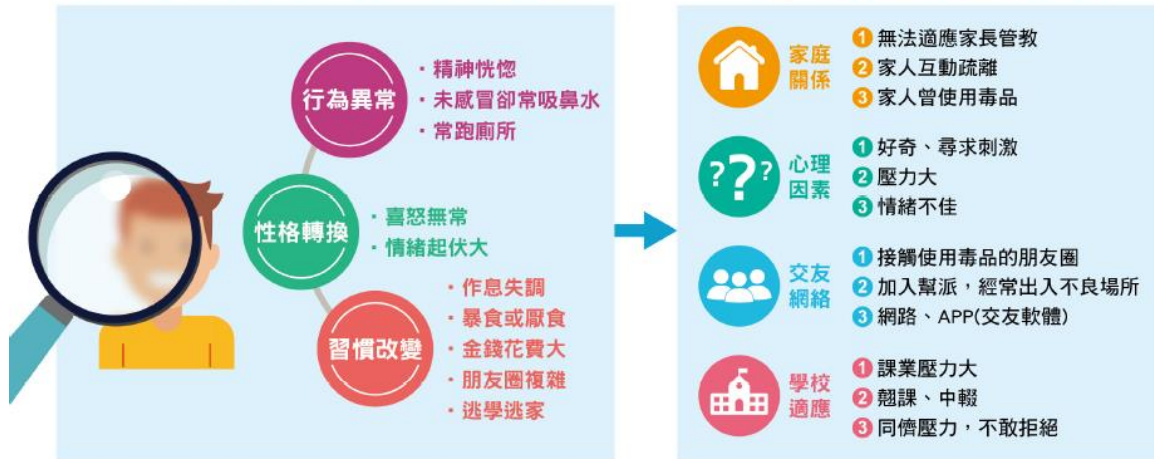 行為異常
・精神恍惚
・未感冒卻常吸鼻水
・常跑廁所
性格轉換
・喜怒無常
・情緒起伏大
習慣改變
・作息失調
・暴食或厭食
・金錢花費大
・朋友圈複雜
・逃學逃家
家庭
關係
1 無法適應家長管教
2 家人互動疏離
3 家人曾使用毒品
???
心理
因素
1 好奇、尋求刺激
2 壓力大
3 情緒不佳
交友
網絡
1 接觸使用毒品的朋友圈
2 加入幫派，經常出入不良場所
3 網路、APP(交友軟體)
學校
適應
1 課業壓力大
2 翹課、中輟
3 同儕壓力，不敢拒絕